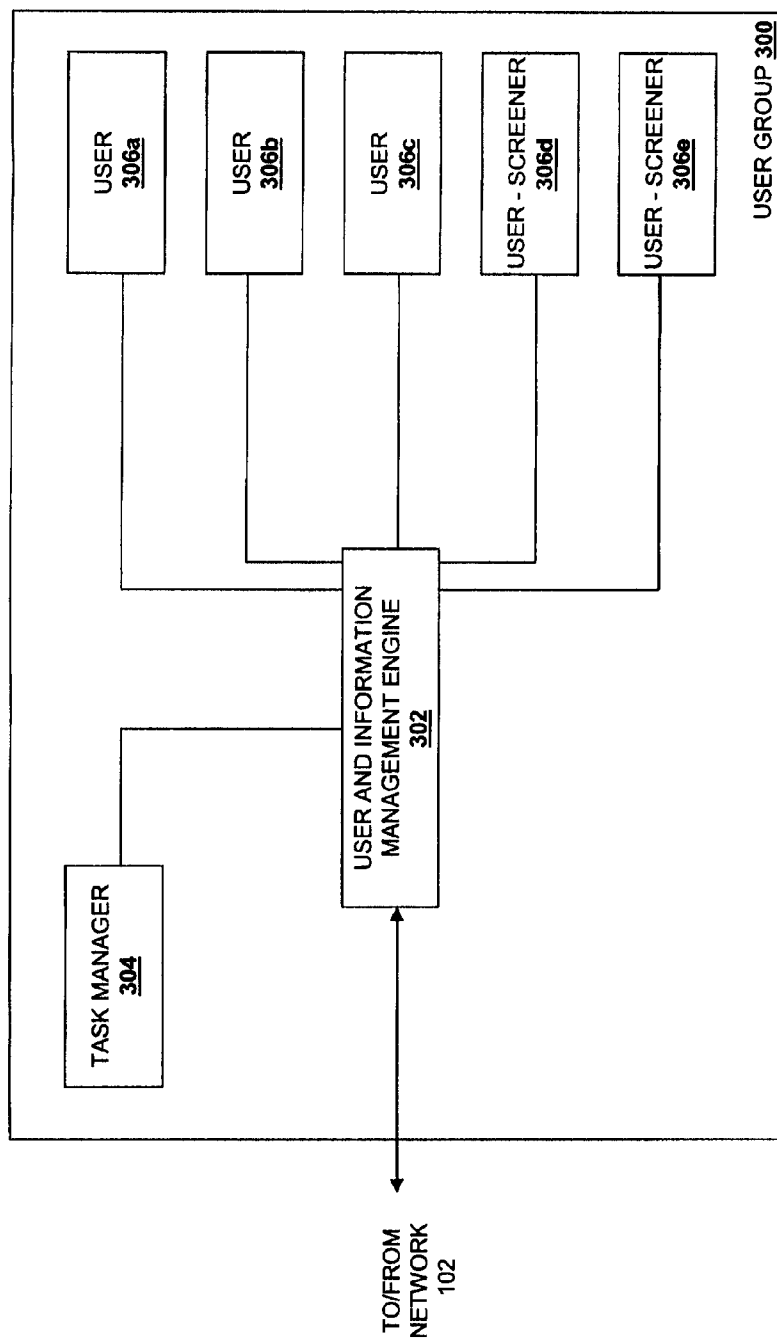 TASK MANAGER
304
USER AND INFORMATION
MANAGEMENT ENGINE
302
USER
306a
USER
306b
USER
306c
USER - SCREENER
306d
USER - SCREENER
306e
USER GROUP 300
TO/FROM
NETWORK
102